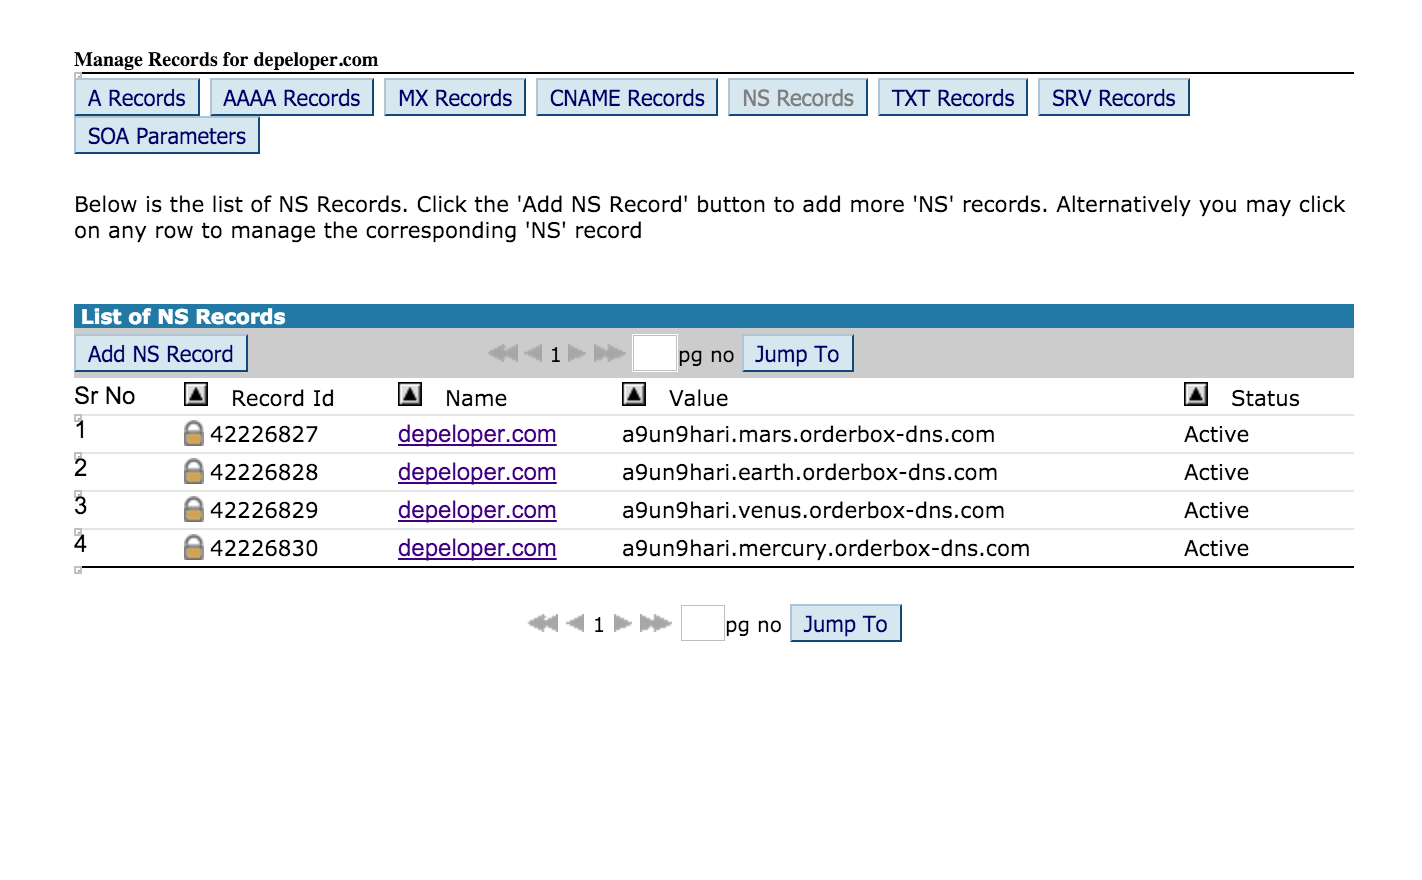 Manage Records for depeloper.com
A Records AAAA Records MX Records CNAME Records NS Records TXT Records SRV Records
SOA Parameters
Below is the list of NS Records. Click the 'Add NS Record' button to add more 'NS' records. Alternatively you may click
on any row to manage the corresponding 'NS' record
List of NS Records
Add NS Record 1 pg no Jump To
Sr No Record Id Name Value Status
1 42226827 depeloper.com a9un9hari.mars.orderbox-dns.com Active
2 42226828 depeloper.com a9un9hari.earth.orderbox-dns.com Active
3 42226829 depeloper.com a9un9hari.venus.orderbox-dns.com Active
4 42226830 depeloper.com a9un9hari.mercury.orderbox-dns.com Active
1 pg no Jump To